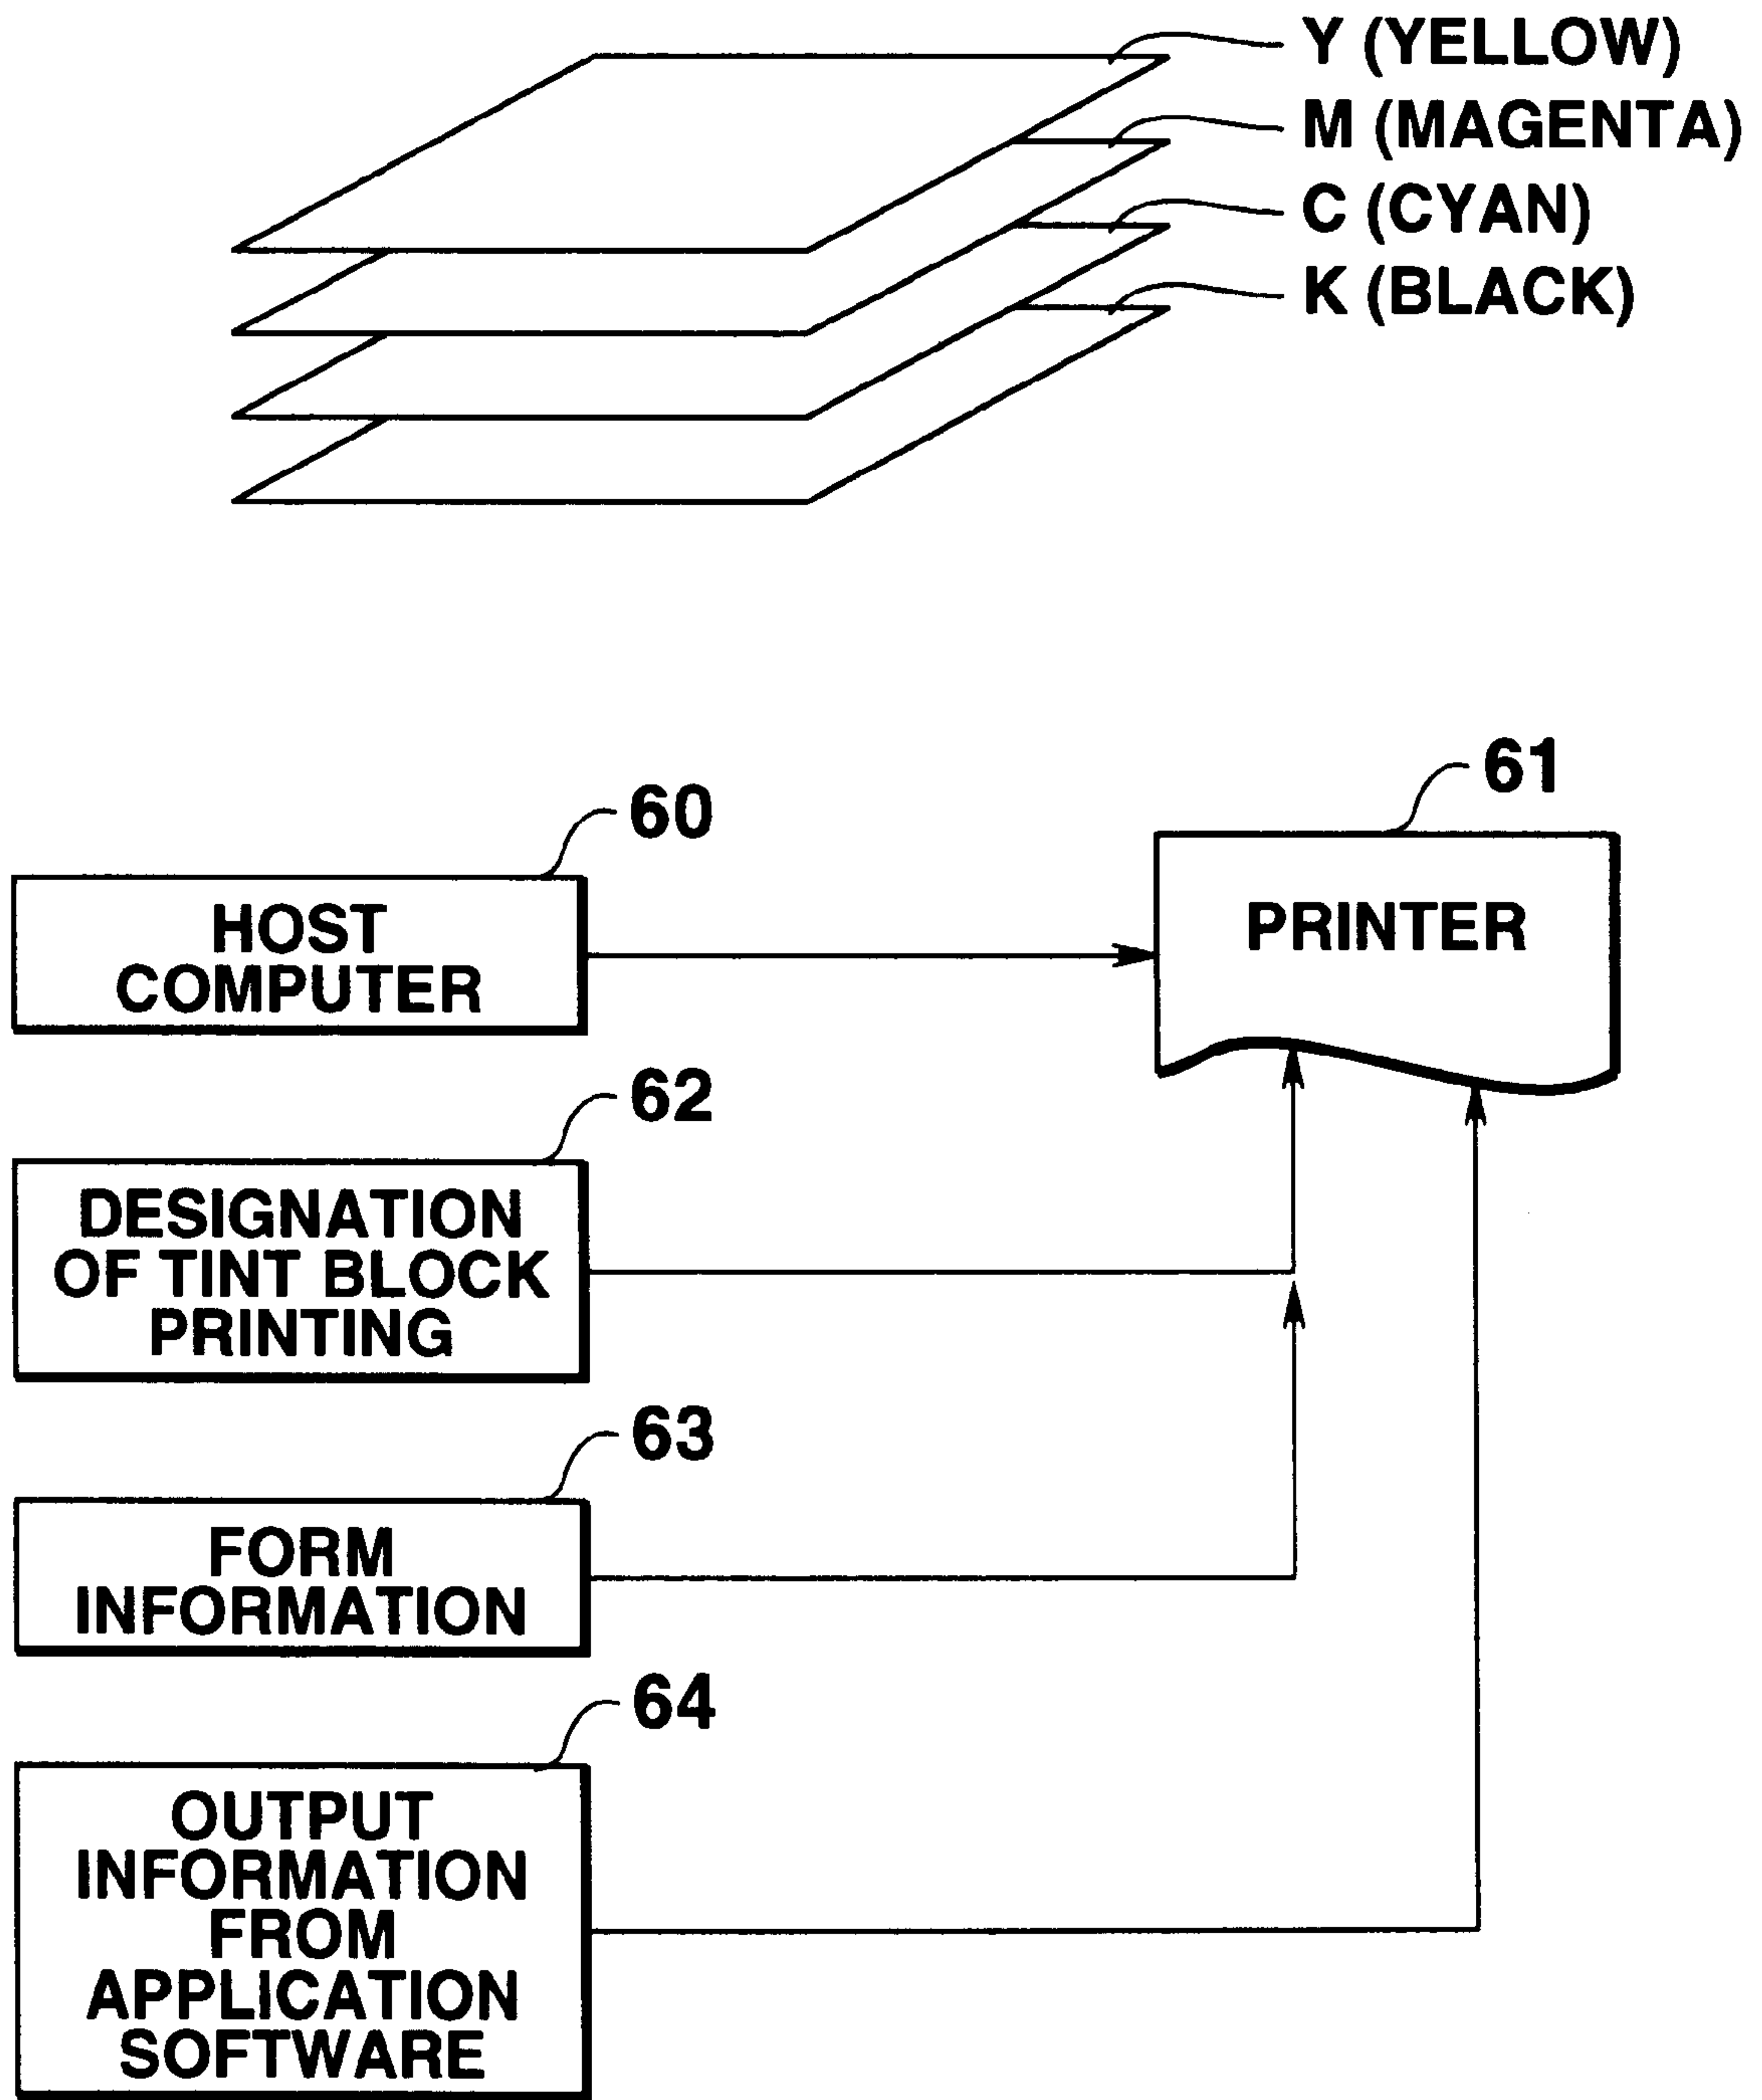 Y (YELLOW)
M (MAGENTA)
C (CYAN)
K (BLACK)
61
60
PRINTER
HOST
COMPUTER
62
DESIGNATION
OF TINT BLOCK
PRINTING
63
FORM
INFORMATION
64
OUTPUT
INFORMATION
FROM
APPLICATION
SOFTWARE